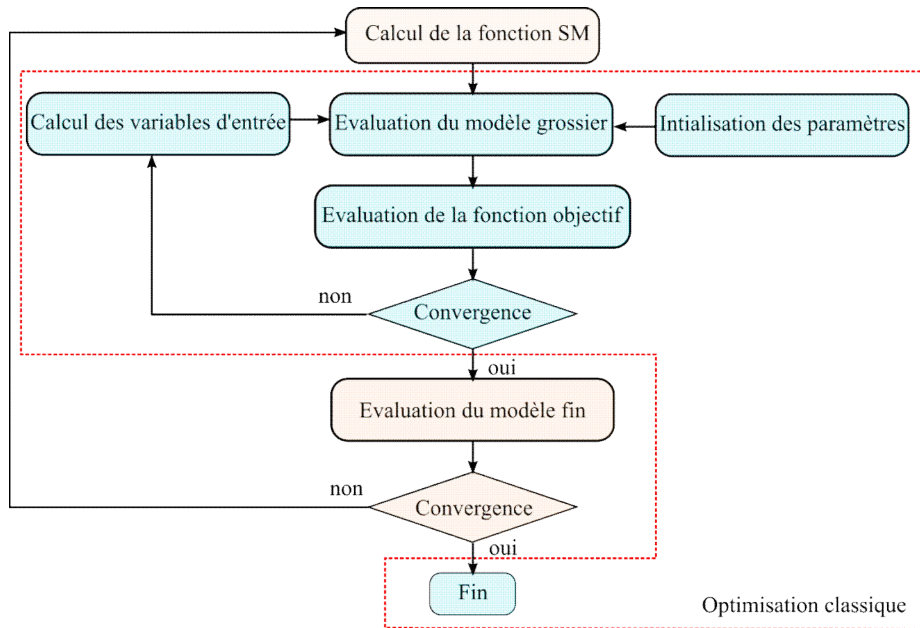 Calcul de la fonction SM
Calcul des variables d'entrée
Evaluation du modèle grossier
Intialisation des paramètres
Evaluation de la fonction objectif
non
Convergence
oui
Evaluation du modèle fin
non
Convergence
oui
Fin
Optimisation classique